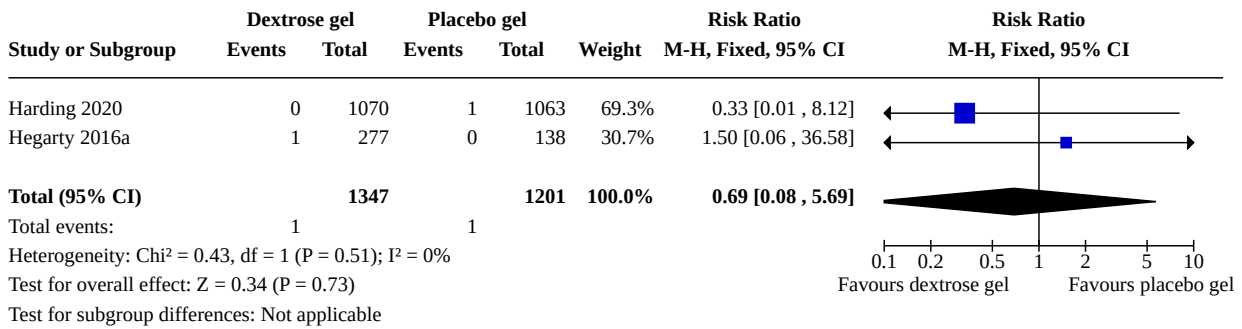 Dextrose gel Placebo gel Risk Ratio Risk Ratio
Study or Subgroup Events Total Events Total Weight M-H, Fixed, 95% CI M-H, Fixed, 95% CI
Harding 2020 0 1070 1 1063 69.3% 0.33 [0.01 , 8.12]
Hegarty 2016a 1 277 0 138 30.7% 1.50 [0.06 , 36.58]
Total (95% CI) 1347 1201 100.0% 0.69 [0.08 , 5.69]
Total events: 1 1
Heterogeneity: Chi² = 0.43, df = 1 (P = 0.51); I² = 0%
0.1 0.2 0.5 1 2 5 10
Test for overall effect: Z = 0.34 (P = 0.73)
Favours dextrose gel Favours placebo gel
Test for subgroup differences: Not applicable